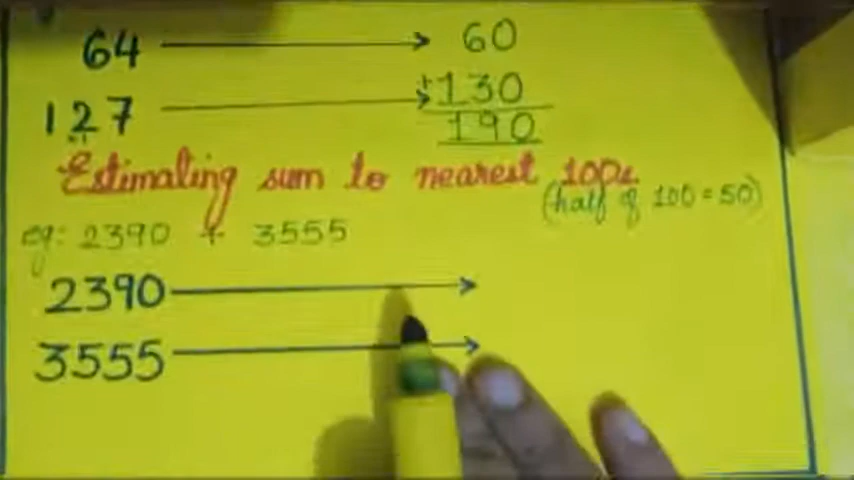 64 → 60
127 → +130
190
Estimating sum to nearest 100s
(half of 100 = 50)
eg: 2390 + 3555
2390 →
3555 →